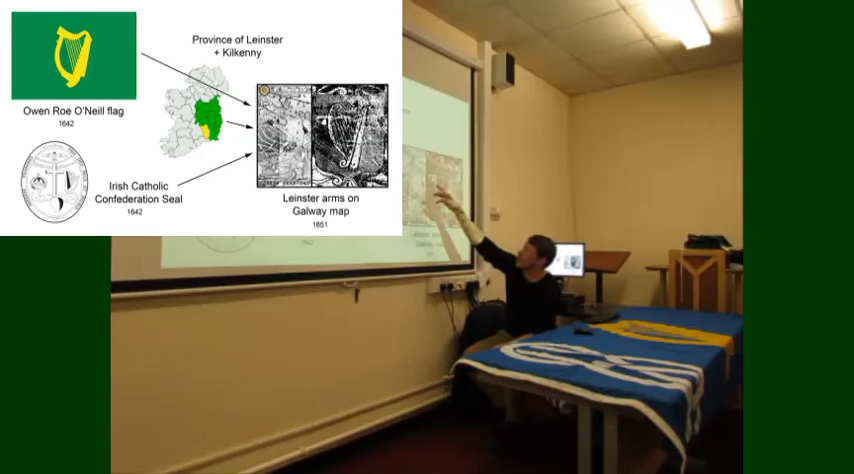 Province of Leinster
+ Kilkenny
Owen Roe O'Neill flag
1642
Irish Catholic
Confederation Seal
1642
Leinster arms on
Galway map
1651